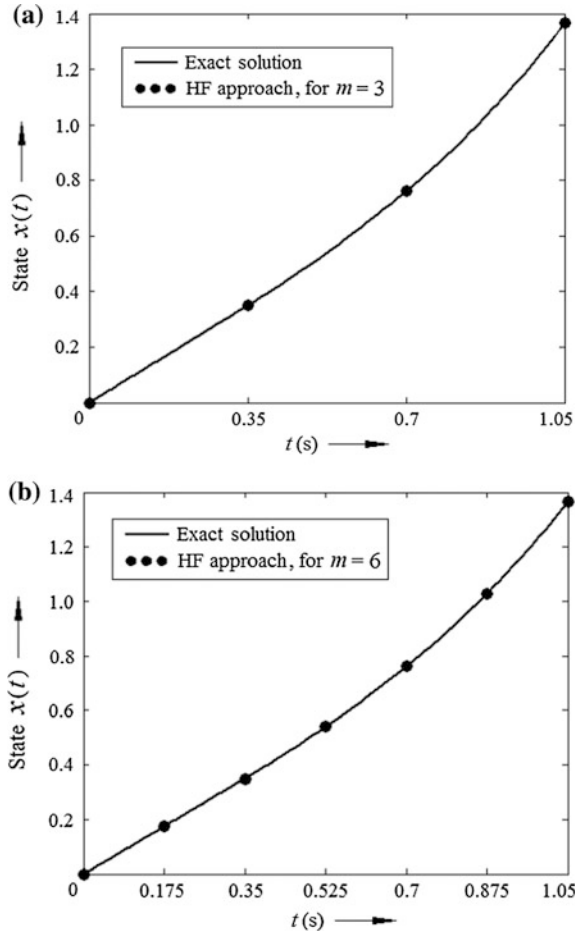 (a)
1.4
Exact solution
HF approach, for m = 3
1.2
1.0
0.8
0.6
0.4
0.2
State x(t)
0
0.35
0.7
1.05
t(s)
(b)
1.4
Exact solution
HF approach, for m = 6
1.2
1.0
0.8
0.6
0.4
0.2
State x(t)
0
0.175
0.35
0.525
0.7
0.875
1.05
t(s)